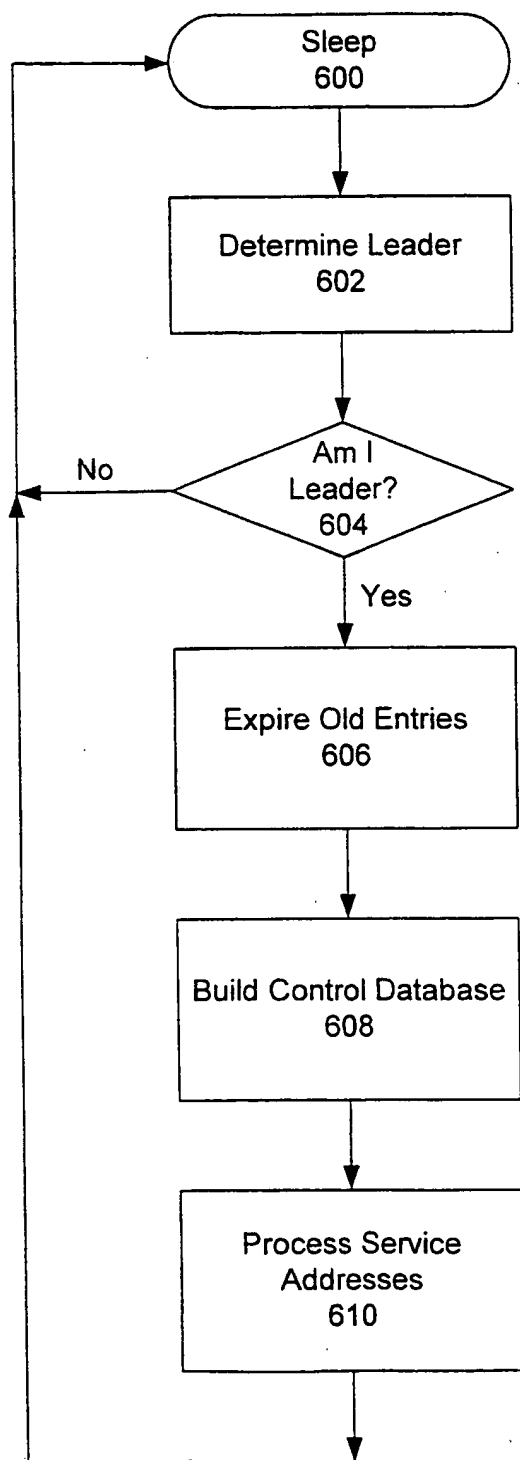 Sleep
600
Determine Leader
602
Am I
Leader?
604
No
Yes
Expire Old Entries
606
Build Control Database
608
Process Service
Addresses
610